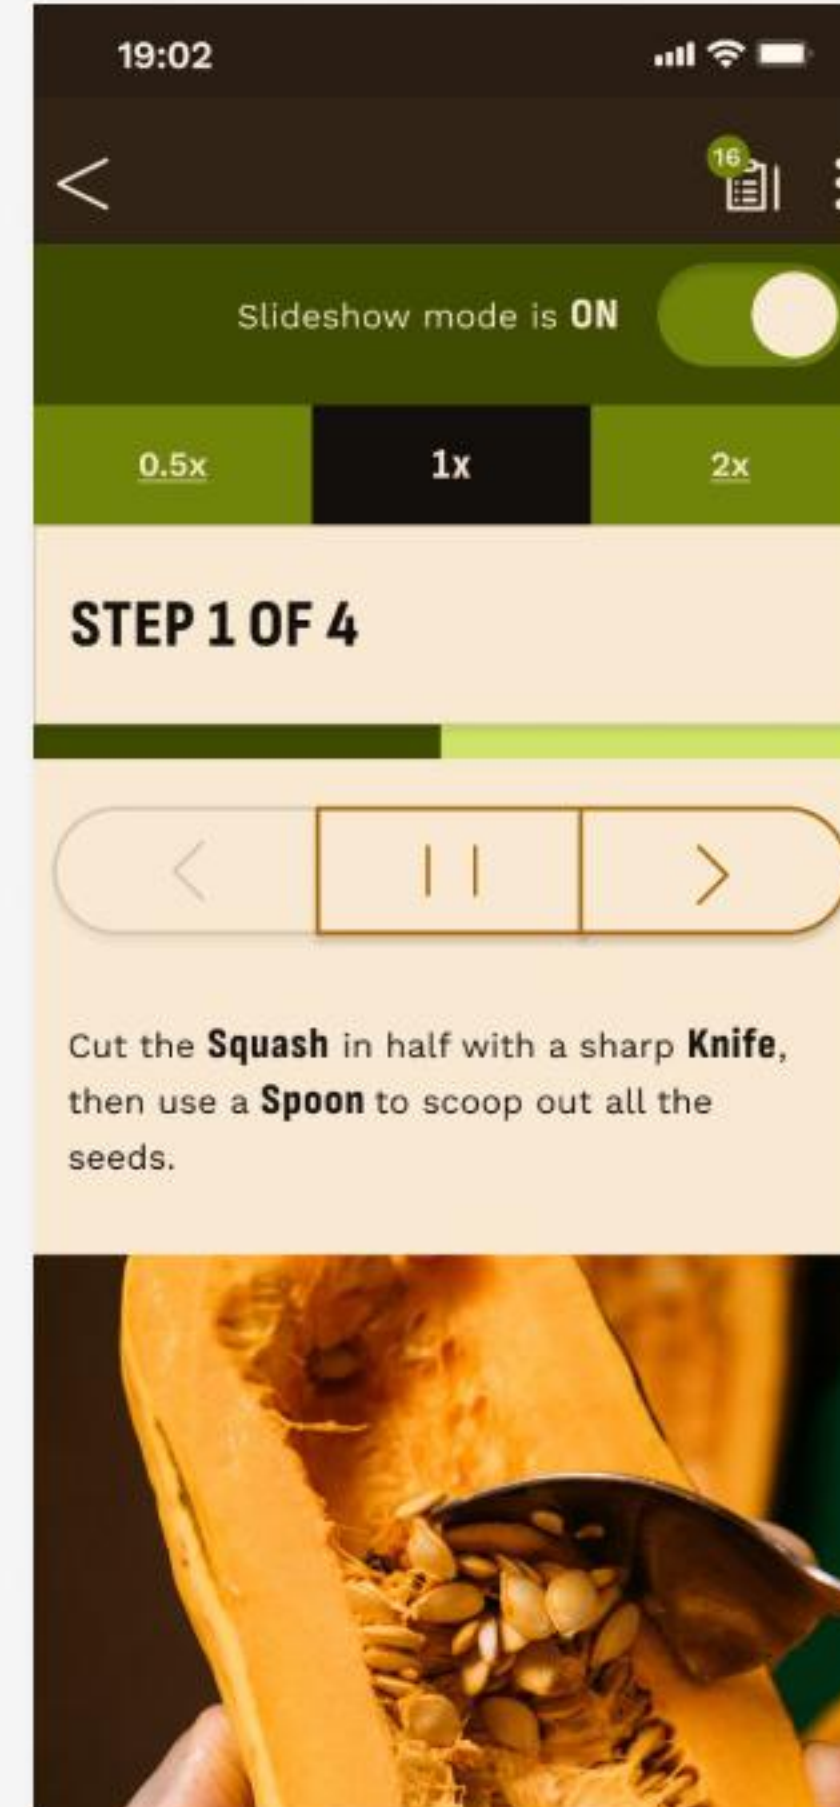 19:02
16
Slideshow mode is ON
0.5x 1x 2x
STEP 1 OF 4
Cut the Squash in half with a sharp Knife,
then use a Spoon to scoop out all the
seeds.